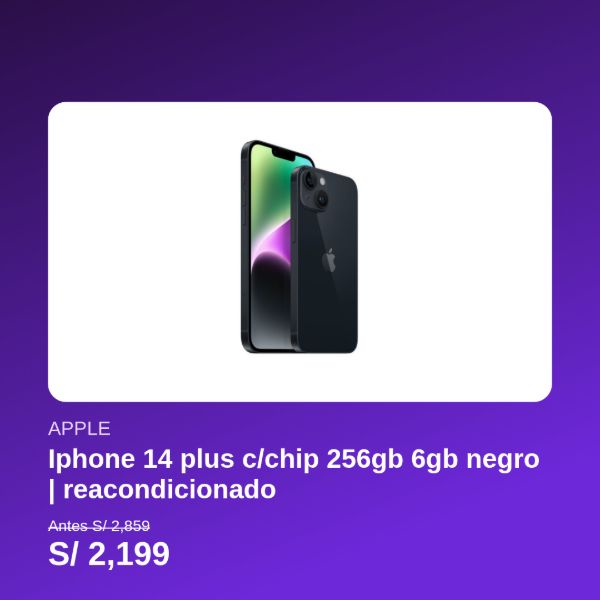 APPLE
Iphone 14 plus c/chip 256gb 6gb negro
| reacondicionado
Antes S/ 2,859
S/ 2,199